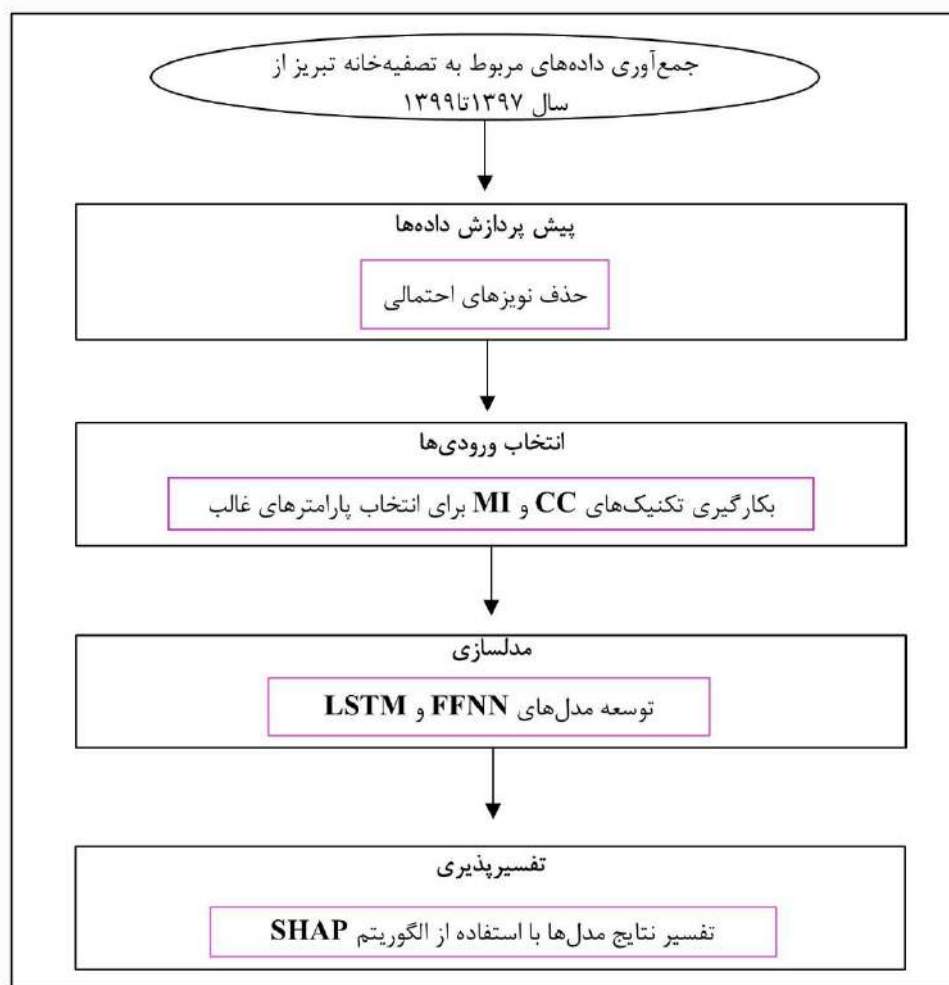 جمع‌آوری داده‌های مربوط به تصفیه‌خانه تبریز از
سال ۱۳۹۷تا۱۳۹۹
پیش پردازش داده‌ها
حذف نویزهای احتمالی
انتخاب ورودی‌ها
بکارگیری تکنیک‌های CC و MI برای انتخاب پارامترهای غالب
مدلسازی
توسعه مدل‌های FFNN و LSTM
تفسیرپذیری
تفسیر نتایج مدل‌ها با استفاده از الگوریتم SHAP